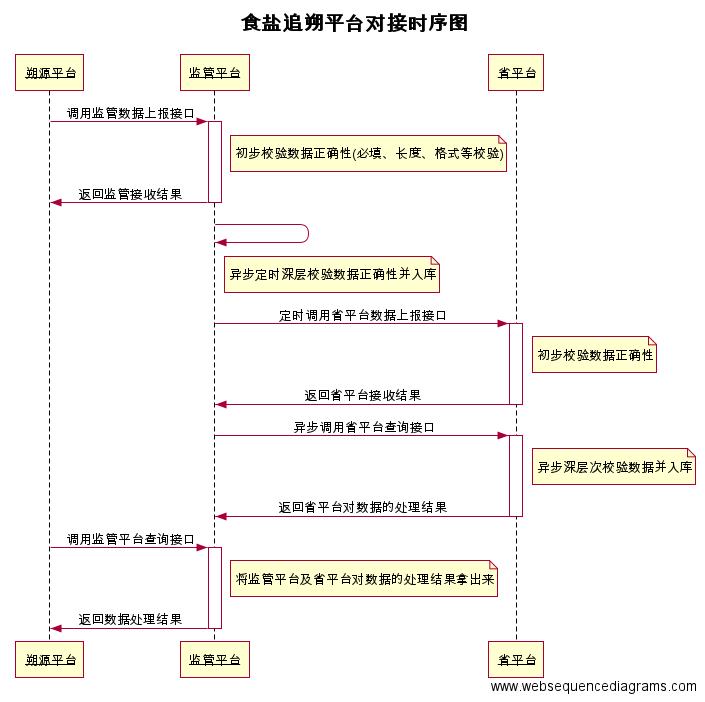 食盐追朔平台对接时序图
朔源平台
监管平台
省平台
调用监管数据上报接口
初步校验数据正确性(必填、长度、格式等校验)
返回监管接收结果
异步定时深层校验数据正确性并入库
定时调用省平台数据上报接口
初步校验数据正确性
返回省平台接收结果
异步调用省平台查询接口
异步深层次校验数据并入库
返回省平台对数据的处理结果
调用监管平台查询接口
将监管平台及省平台对数据的处理结果拿出来
返回数据处理结果
朔源平台
监管平台
省平台
www.websequencediagrams.com